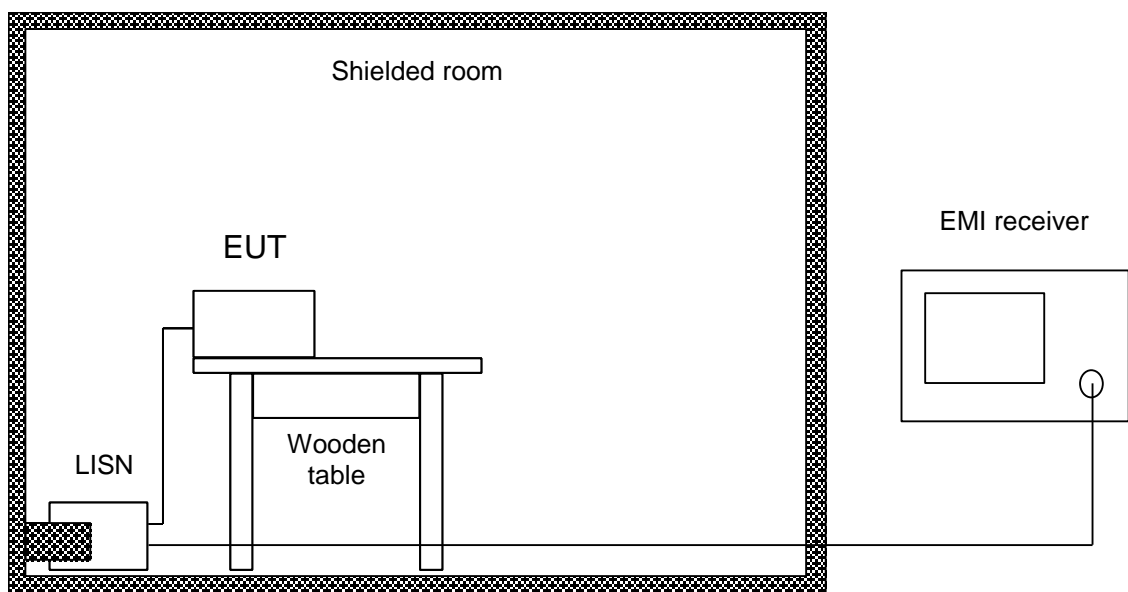 Shielded room
EMI receiver
EUT
Wooden
table
LISN